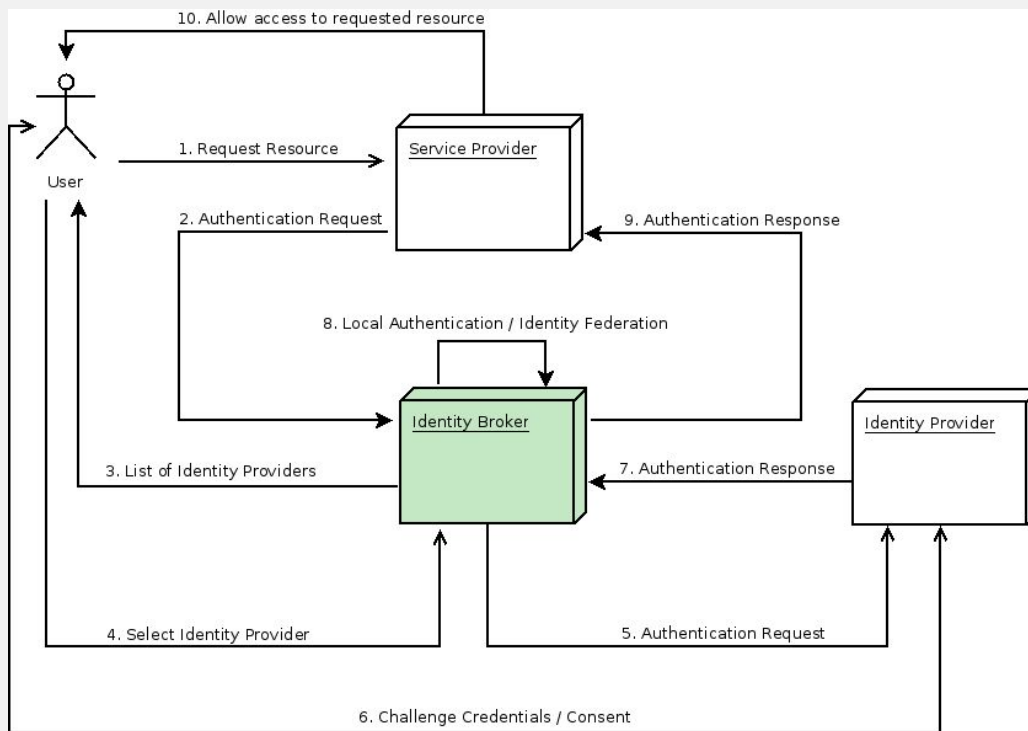 10. Allow access to requested resource
1. Request Resource
Service Provider
User
2. Authentication Request
9. Authentication Response
8. Local Authentication / Identity Federation
Identity Broker
Identity Provider
3. List of Identity Providers
7. Authentication Response
4. Select Identity Provider
5. Authentication Request
6. Challenge Credentials / Consent